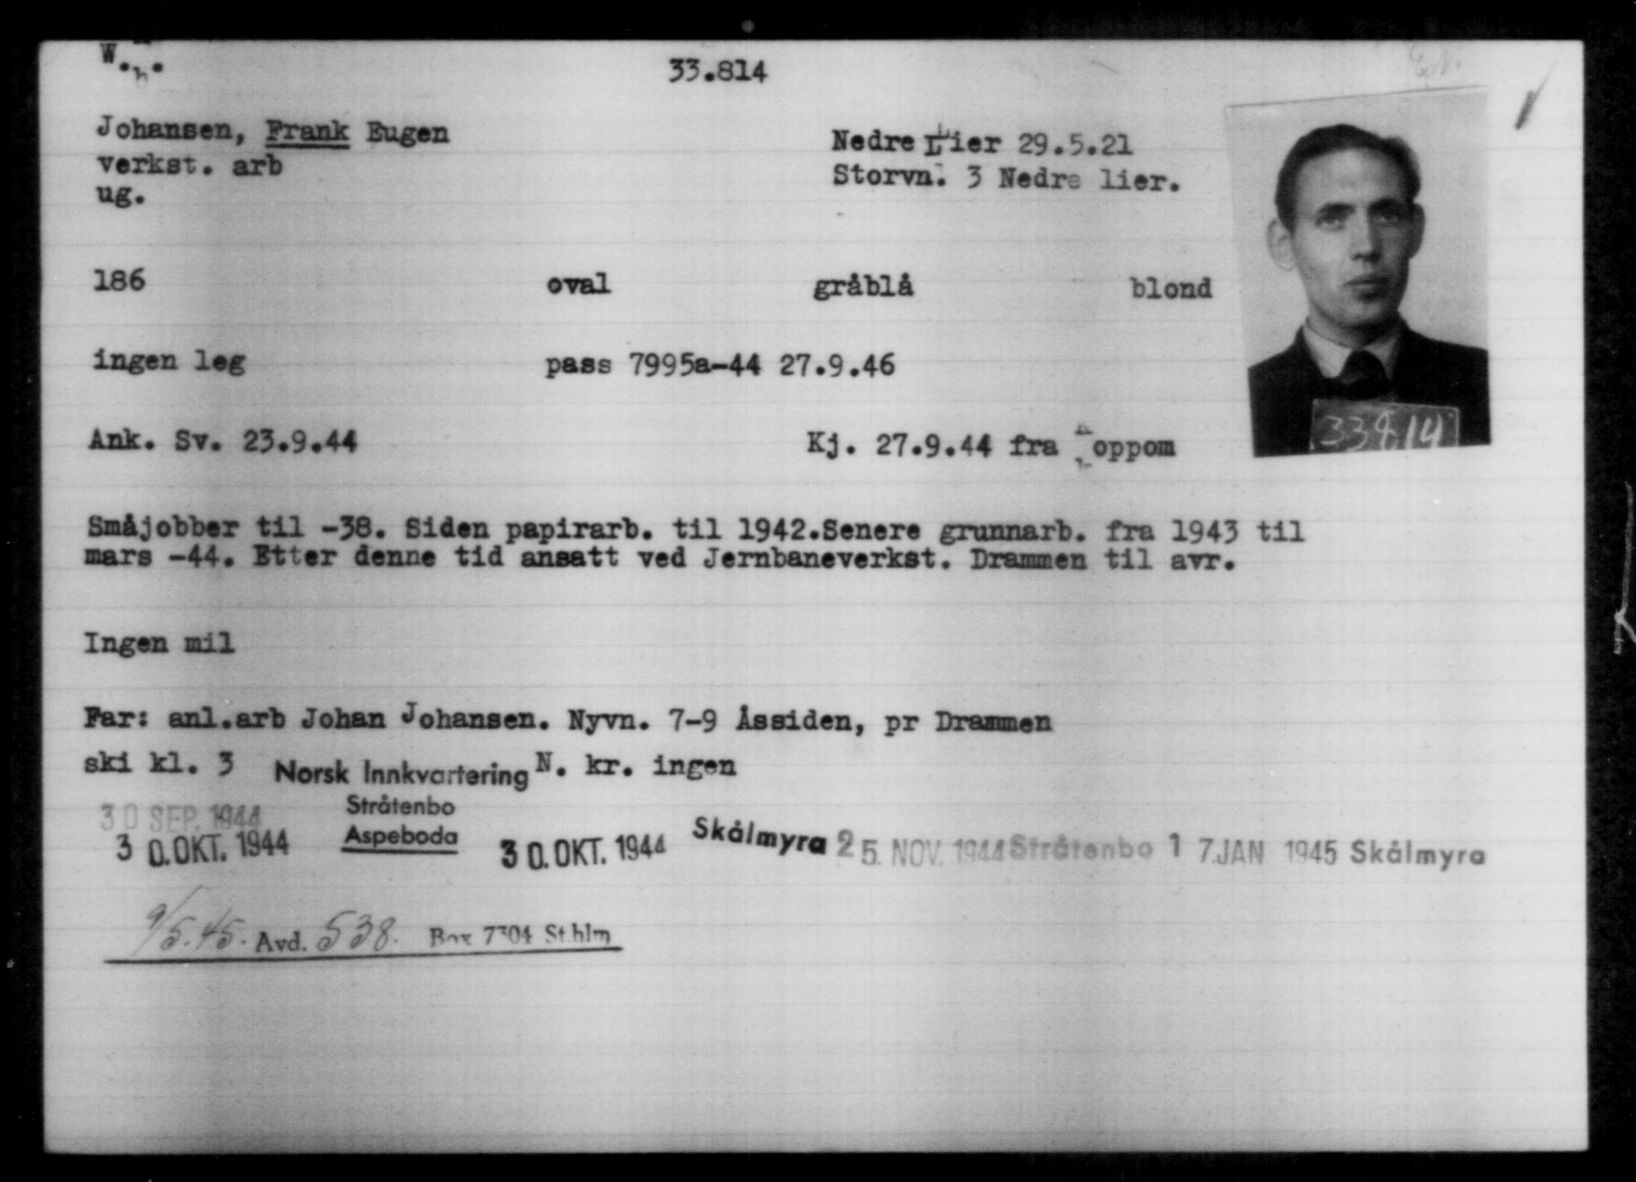 W.
33.814
Johansen, Frank Eugen
Nedre Lier 29.5.21
verkst. arb
Storvn. 3 Nedre lier.
ug.
186 oval gråblå blond
ingen leg pass 7995a-44 27.9.46
33814
Ank. Sv. 23.9.44 Kj. 27.9.44 fra oppom
Småjobber til -38. Siden papirarb. til 1942.Senere grunnarb. fra 1943 til
mars -44. Etter denne tid ansatt ved Jernbaneverkst. Drammen til avr.
Ingen mil
Far: anl.arb Johan Johansen. Nyvn. 7-9 Åssiden, pr Drammen
ski kl. 3 Norsk Innkvartering N. kr. ingen
30 SEP. 1944 Stråtenbo
30.OKT. 1944 Aspeboda 30.OKT. 1944 Skålmyra 25. NOV. 1944 Stråtenbo 17.JAN 1945 Skålmyra
9/5.45. Avd. 538. Box 7304 St.hlm